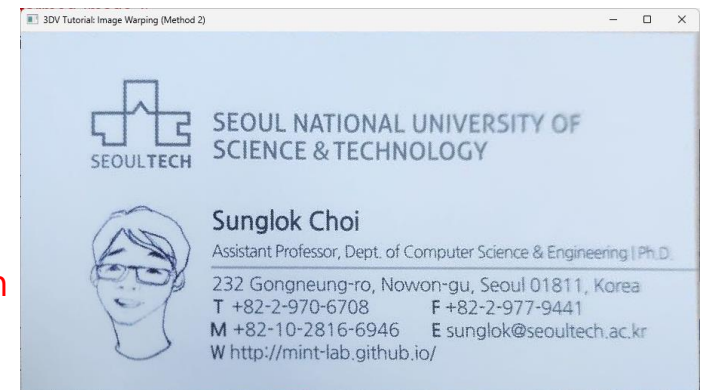 3DV Tutorial: Image Warping (Method 2)
SEOULTECH
SEOUL NATIONAL UNIVERSITY OF
SCIENCE & TECHNOLOGY
Sunglok Choi
Assistant Professor, Dept. of Computer Science & Engineering | Ph.D.
232 Gongneung-ro, Nowon-gu, Seoul 01811, Korea
T +82-2-970-6708 F +82-2-977-9441
M +82-10-2816-6946 E sunglok@seoultech.ac.kr
W http://mint-lab.github.io/